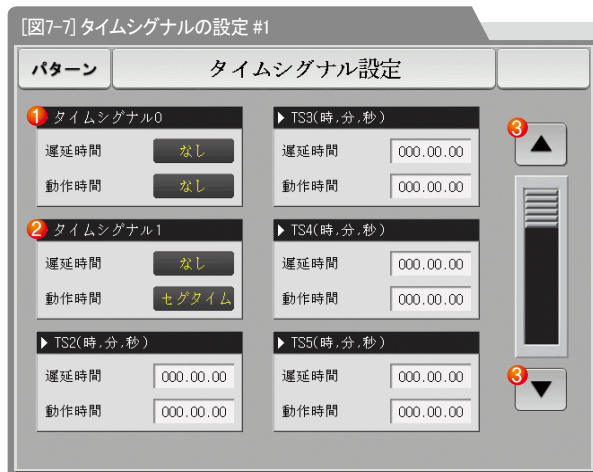 [図7-7] タイムシグナルの設定 #1
パターン
タイムシグナル設定
1 タイムシグナル0
遅延時間 なし
動作時間 なし
2 タイムシグナル1
遅延時間 なし
動作時間 セグタイム
▶ TS2(時,分,秒)
遅延時間 000.00.00
動作時間 000.00.00
▶ TS3(時,分,秒)
遅延時間 000.00.00
動作時間 000.00.00
▶ TS4(時,分,秒)
遅延時間 000.00.00
動作時間 000.00.00
▶ TS5(時,分,秒)
遅延時間 000.00.00
動作時間 000.00.00
3 ▲
3 ▼